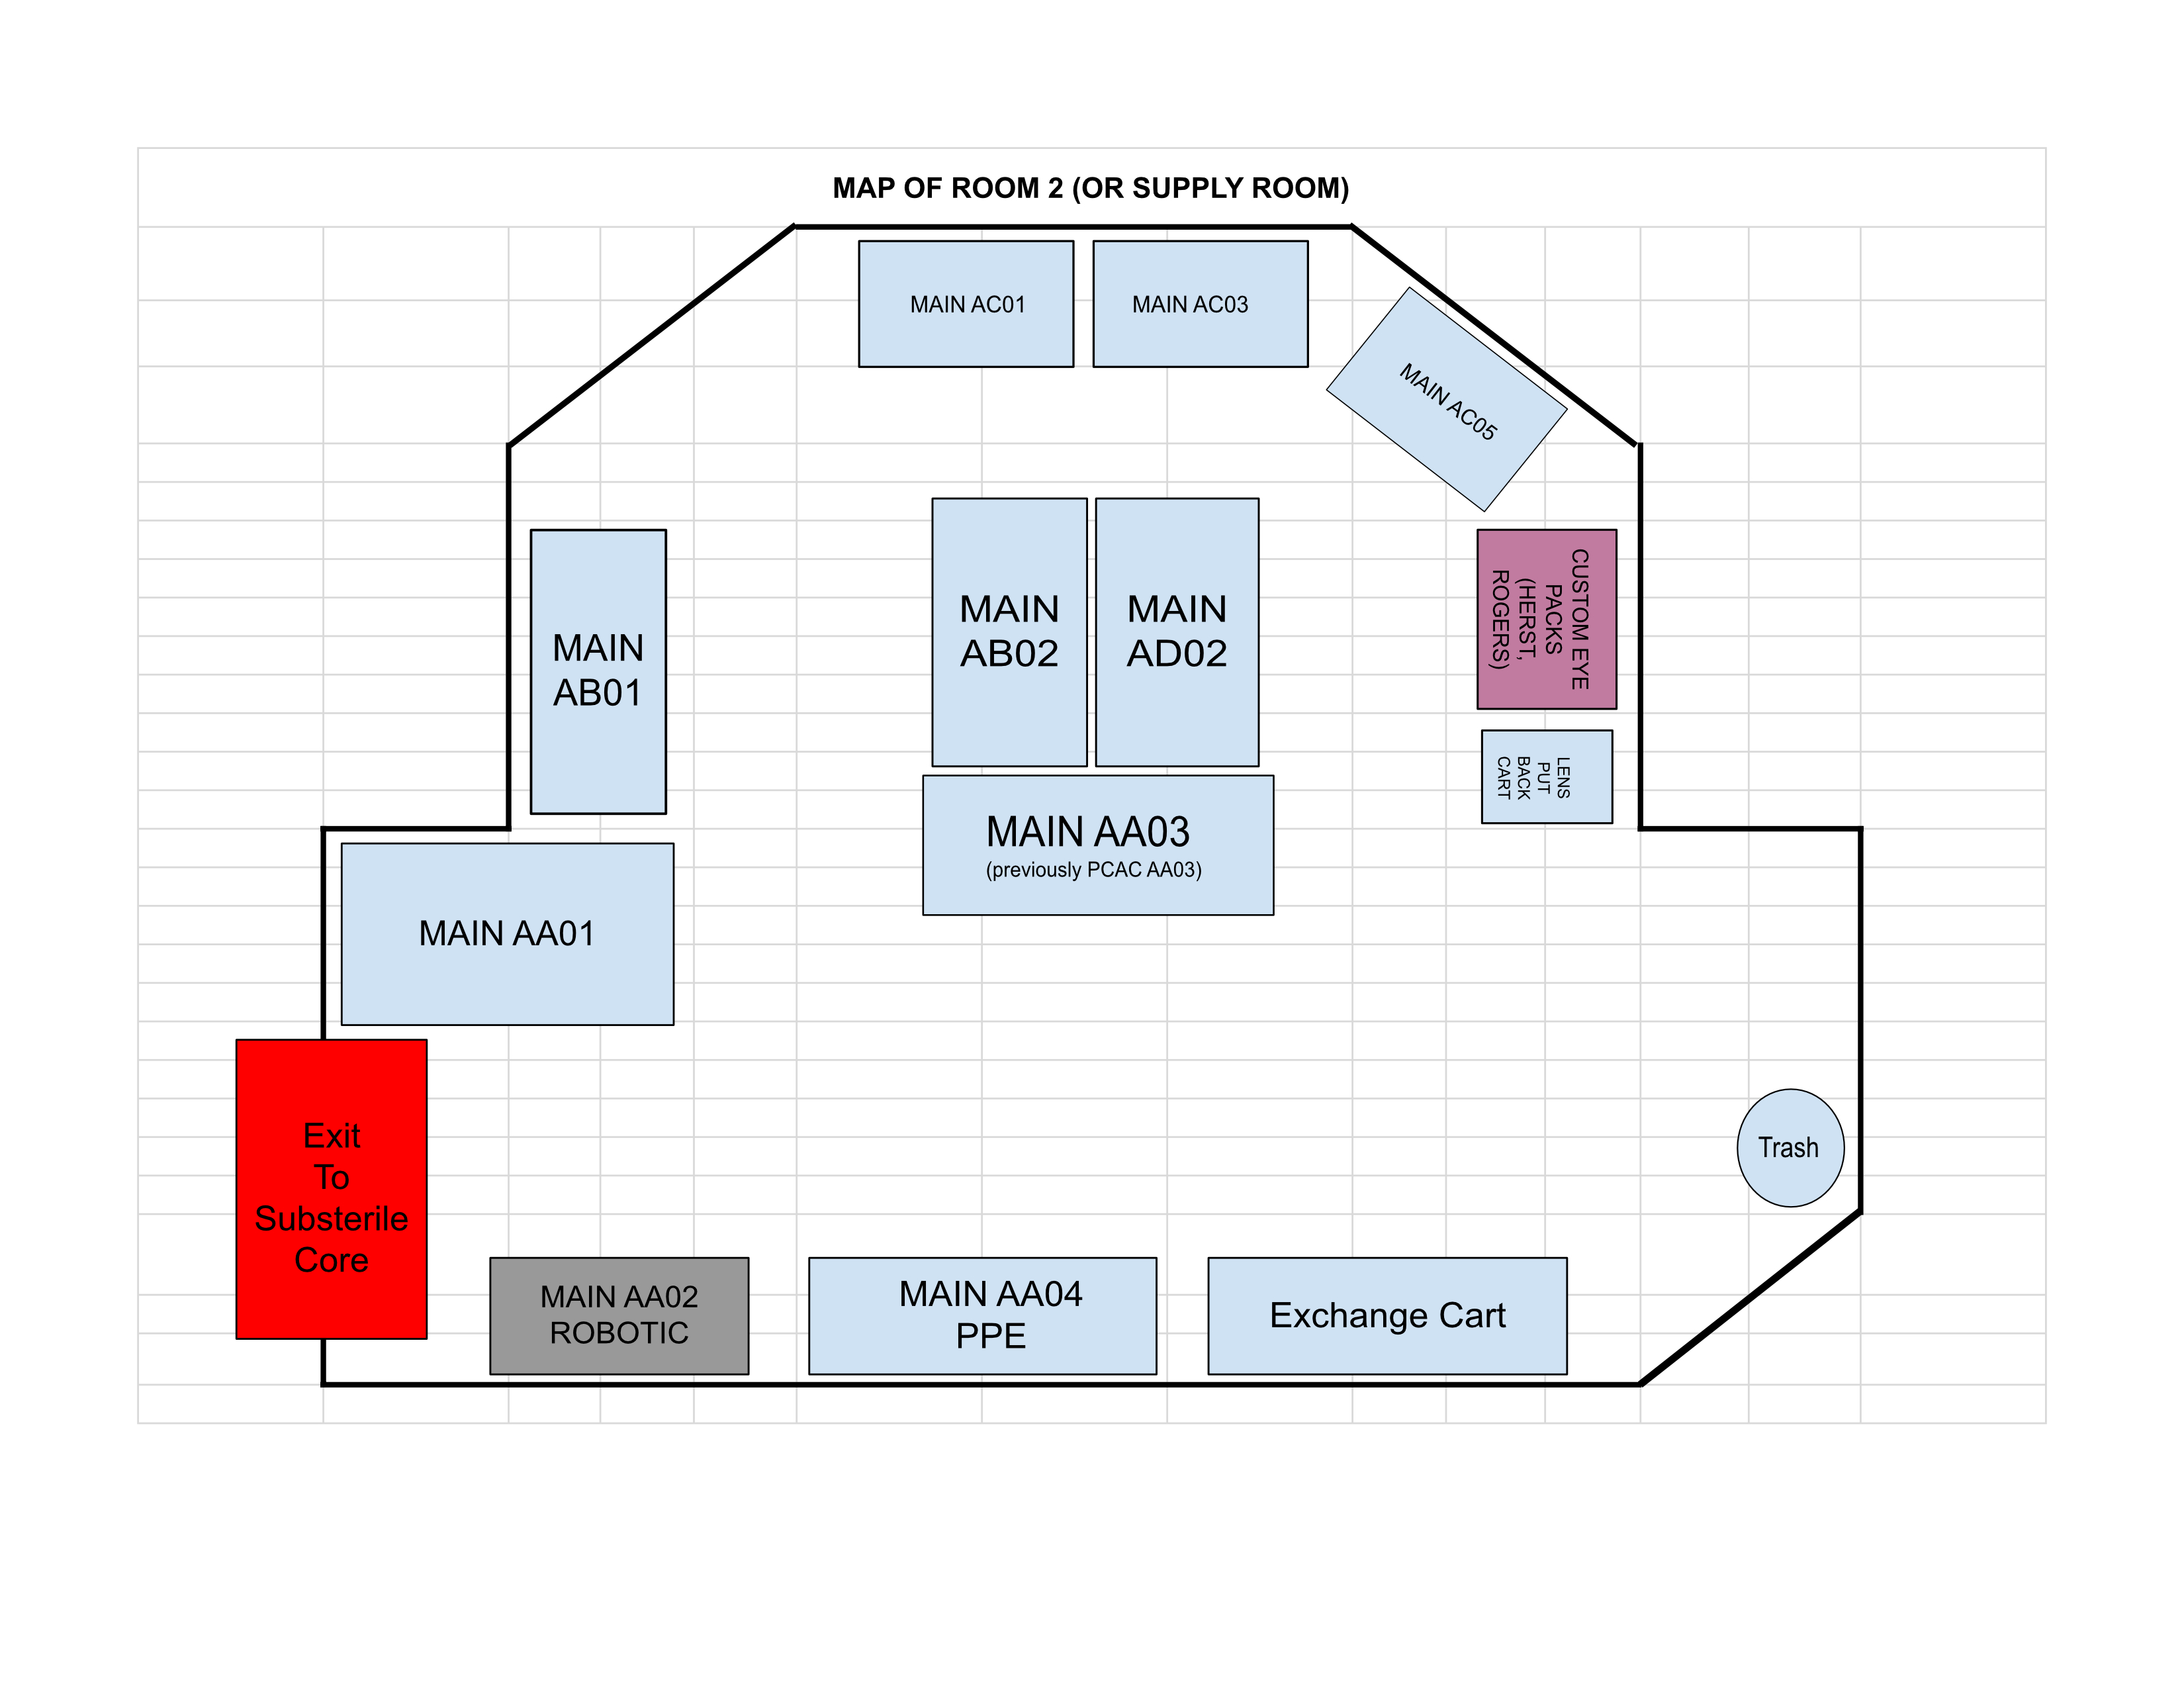 MAP OF ROOM 2 (OR SUPPLY ROOM)
MAIN AC01
MAIN AC03
MAIN AC05
MAIN
AB01
MAIN
AB02
MAIN
AD02
CUSTOM EYE
PACKS
(HERST,
ROGERS)
LENS
PUT
BACK
CART
MAIN AA03
(previously PCAC AA03)
MAIN AA01
Exit
To
Substerile
Core
Trash
MAIN AA02
ROBOTIC
MAIN AA04
PPE
Exchange Cart